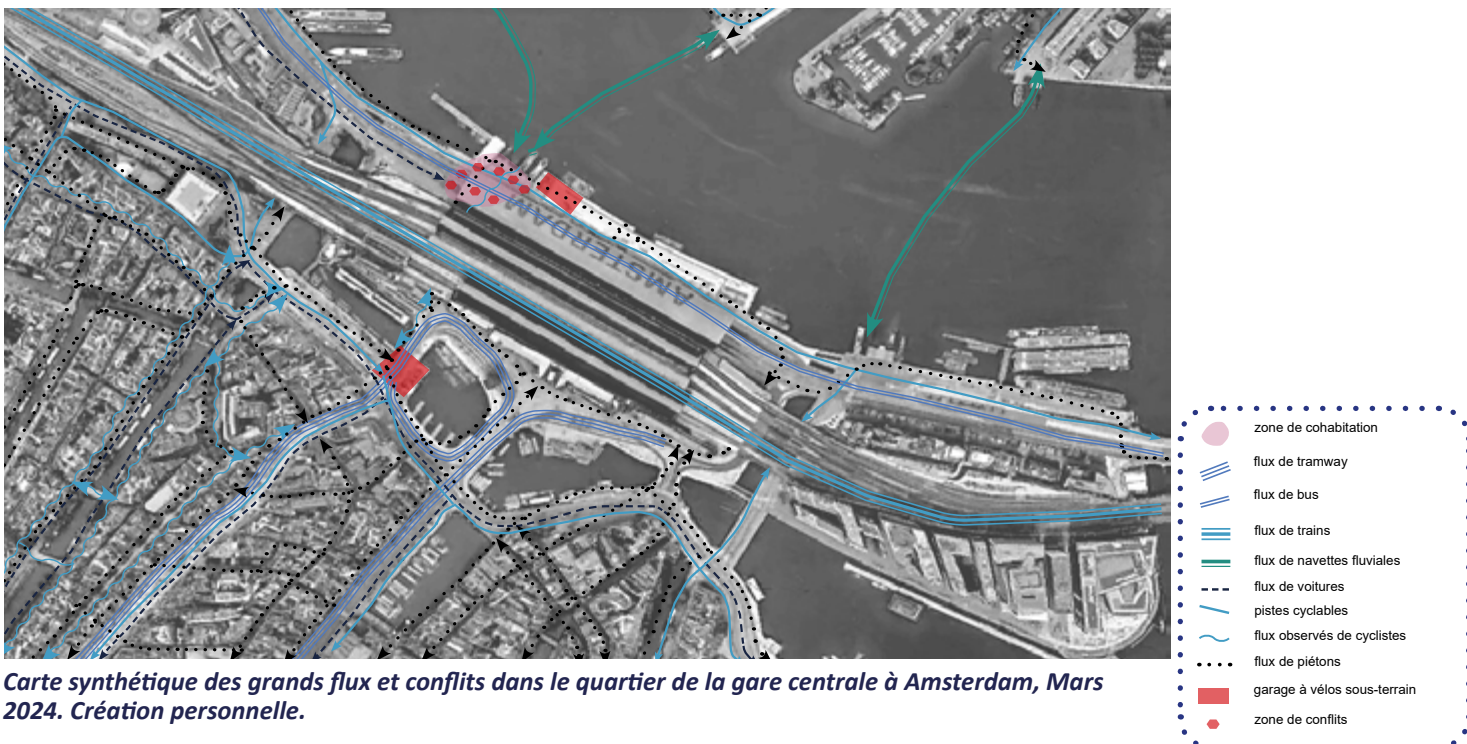 AMSTERDAM
zone de cohabitation
flux de tramway
flux de bus
flux de trains
flux de navettes fluviales
flux de voitures
pistes cyclables
flux observés de cyclistes
flux de piétons
garage à vélos sous-terrain
zone de conflits
Carte synthétique des grands flux et conflits dans le quartier de la gare centrale à Amsterdam, Mars
2024. Création personnelle.